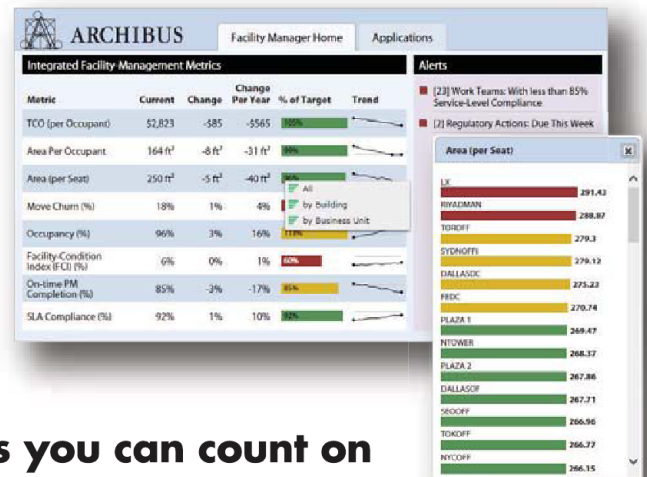 ARCHIBUS
Facility Manager Home
Applications
Integrated Facility-Management Metrics
Metric Current Change Change Per Year % of Target Trend
TCO (per Occupant) $2,823 -$85 -$565 105%
Area Per Occupant 164 ft² -8 ft² -31 ft² 99%
Area (per Seat) 250 ft² -5 ft² -40 ft²
Move Churn (%) 18% 1% 4%
Occupancy (%) 96% 3% 16%
Facility-Condition
Index (FCI) (%) 6% 0% 1% 60%
On-time PM
Completion (%) 85% -3% -17% 85%
SLA Compliance (%) 92% 1% 10% 92%
All
by Building
by Business Unit
Alerts
[23] Work Teams: With less than 85%
Service-Level Compliance
[2] Regulatory Actions: Due This Week
Area (per Seat)
LX
291.43
RIYADMAN
288.87
TOROFF
279.3
SYDNOFFI
279.12
DALLASOC
275.23
FEDC
270.74
PLAZA 1
269.47
NTOWER
268.37
PLAZA 2
267.86
DALLASOF
267.71
SEOOFF
266.96
TOKOFF
266.77
NYCOFF
266.15
s you can count on